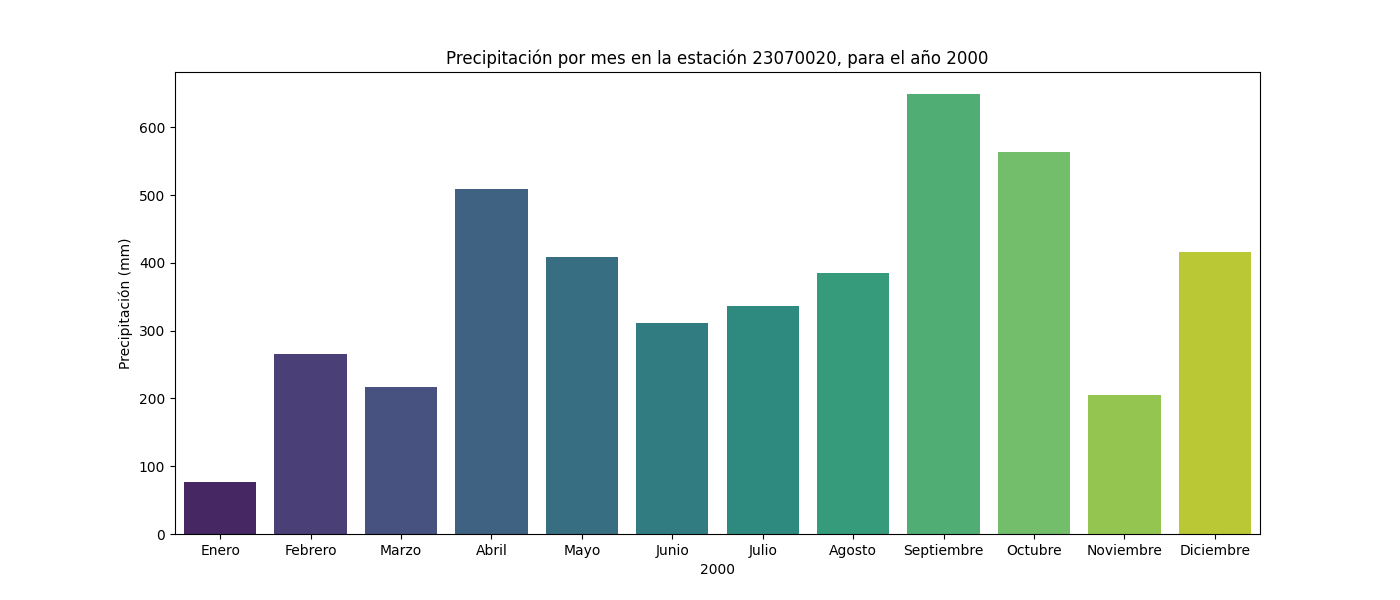 Precipitación por mes en la estación 23070020, para el año 2000
Precipitación (mm)
600
500
400
300
200
100
0
Enero Febrero Marzo Abril Mayo Junio Julio Agosto Septiembre Octubre Noviembre Diciembre
2000